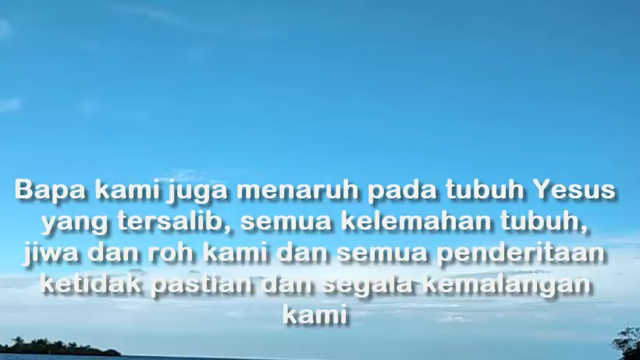 Bapa kami juga menaruh pada tubuh Yesus
yang tersalib, semua kelemahan tubuh,
jiwa dan roh kami dan semua penderitaan
ketidak pastian dan segala kemalangan
kami